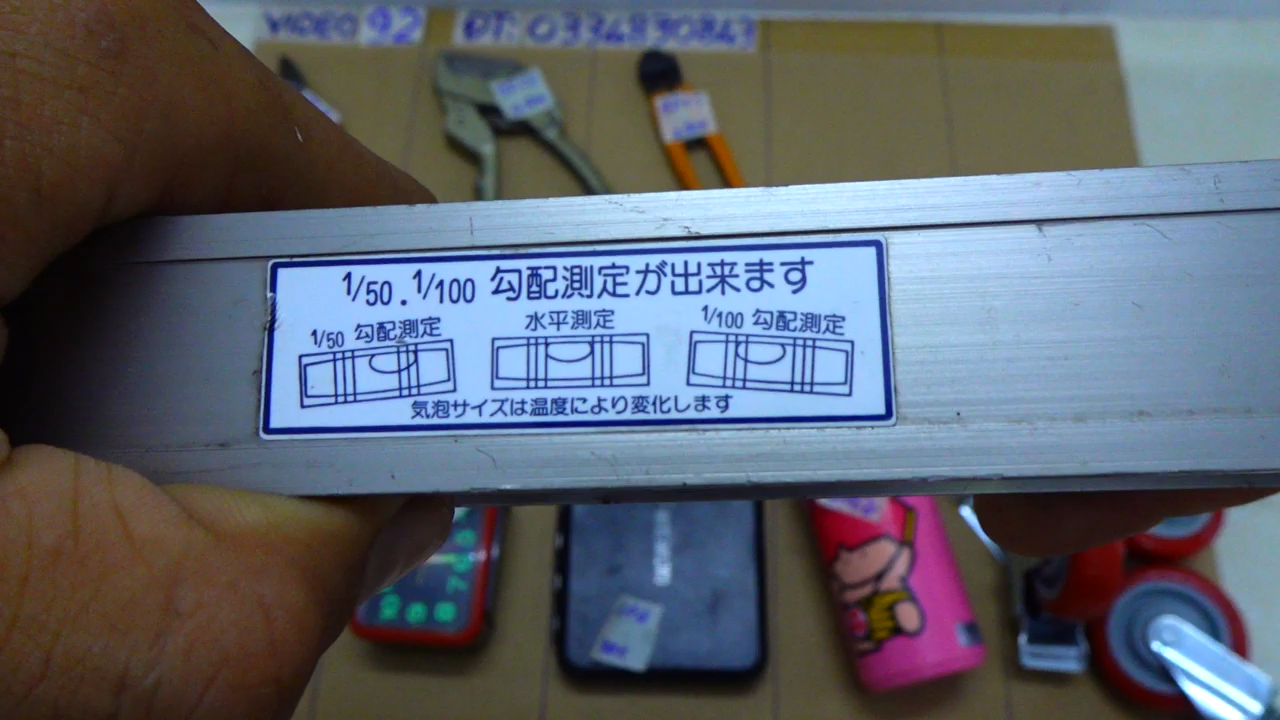 VIDEO 92 ĐT: 0334830843
1/50 . 1/100 勾配測定が出来ます
1/50 勾配測定 水平測定 1/100 勾配測定
気泡サイズは温度により変化します